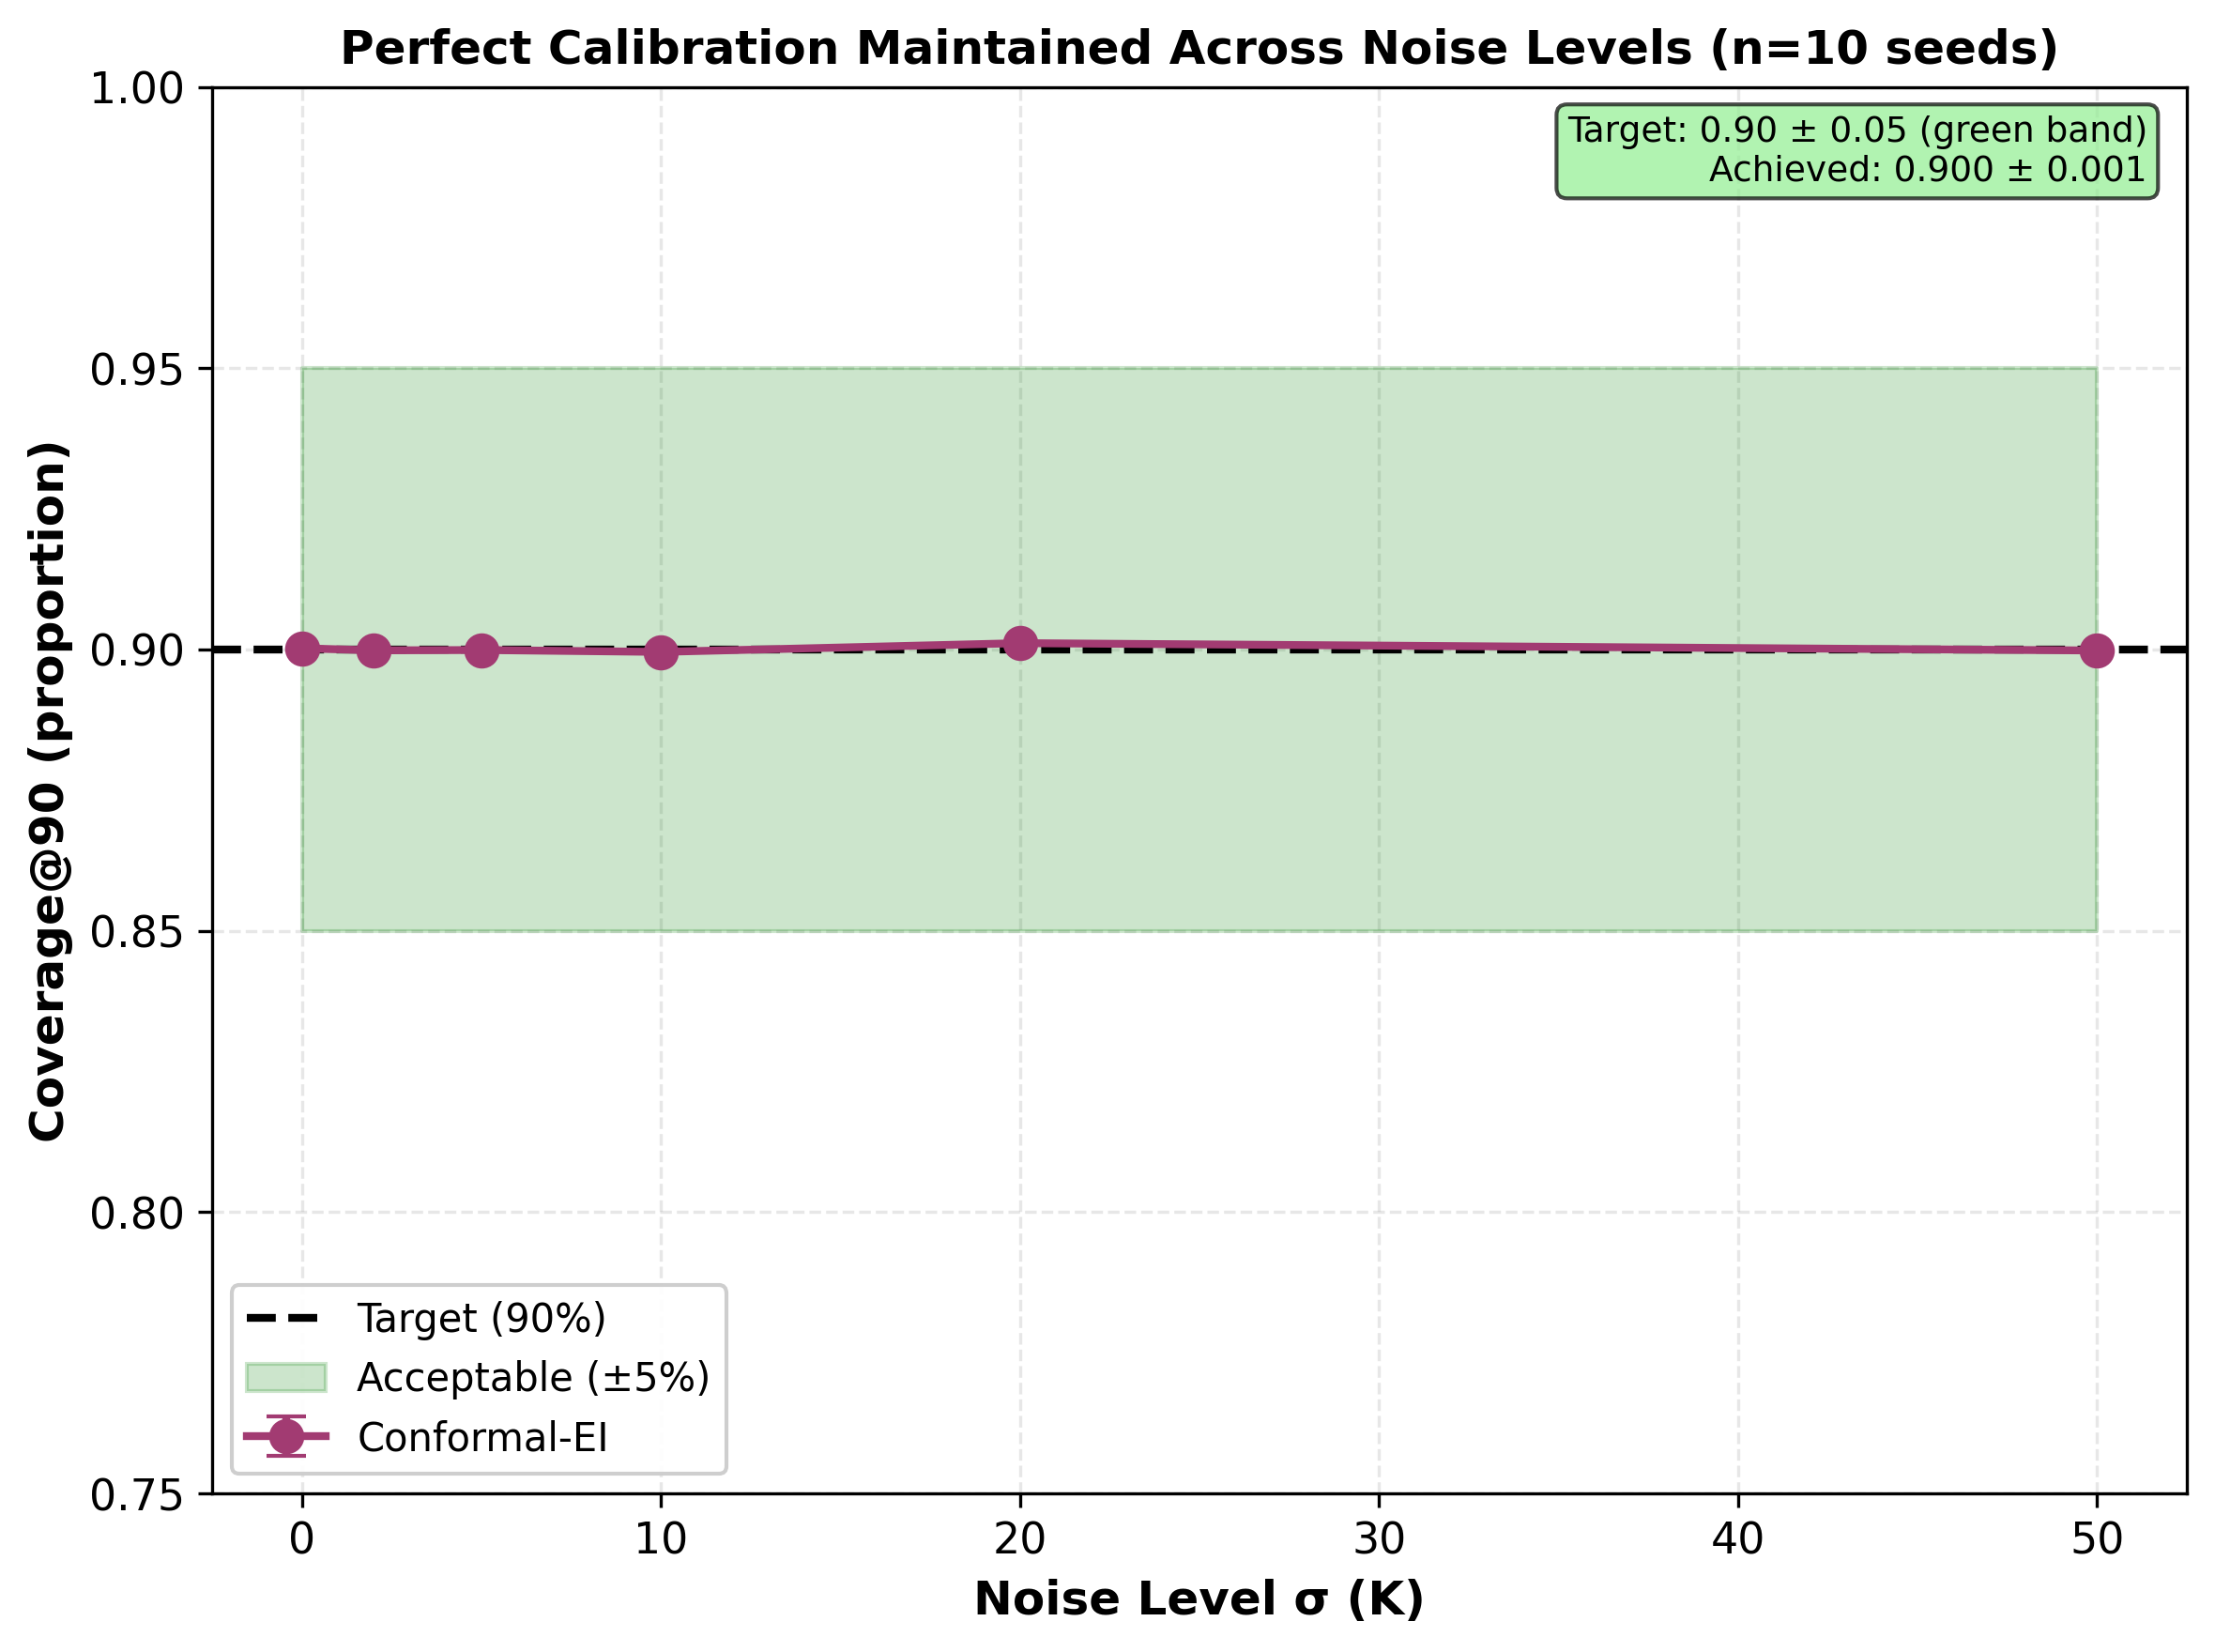 Perfect Calibration Maintained Across Noise Levels (n=10 seeds)
Target: 0.90 ± 0.05 (green band)
Achieved: 0.900 ± 0.001
Coverage@90 (proportion)
1.00
0.95
0.90
0.85
0.80
0.75
Target (90%)
Acceptable (±5%)
Conformal-EI
0 10 20 30 40 50
Noise Level σ (K)